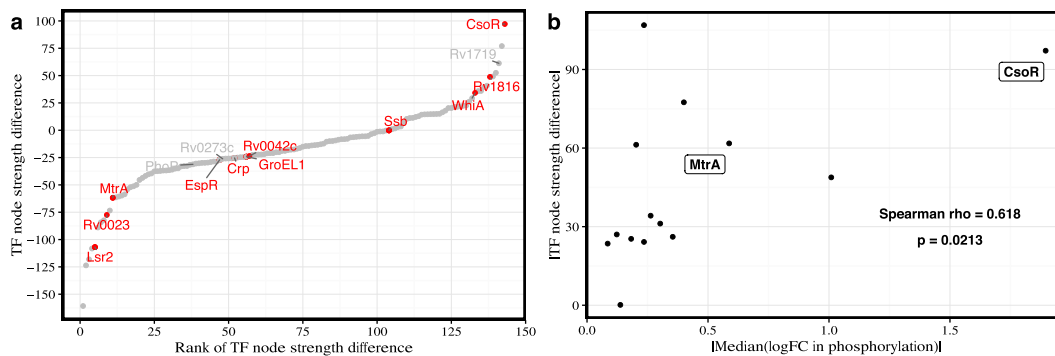 a
TF node strength difference
100
75
50
25
0
−25
−50
−75
−100
−125
−150
CsoR
Rv1719
Rv1816
WhiA
Ssb
Rv0273c
Rv0042c
PhoP
Crp
GroEL1
EspR
MtrA
Rv0023
Lsr2
0
25
50
75
100
125
150
Rank of TF node strength difference
b
|TF node strength difference|
90
60
30
0
CsoR
MtrA
Spearman rho = 0.618
p = 0.0213
0.0
0.5
1.0
1.5
|Median(logFC in phosphorylation)|